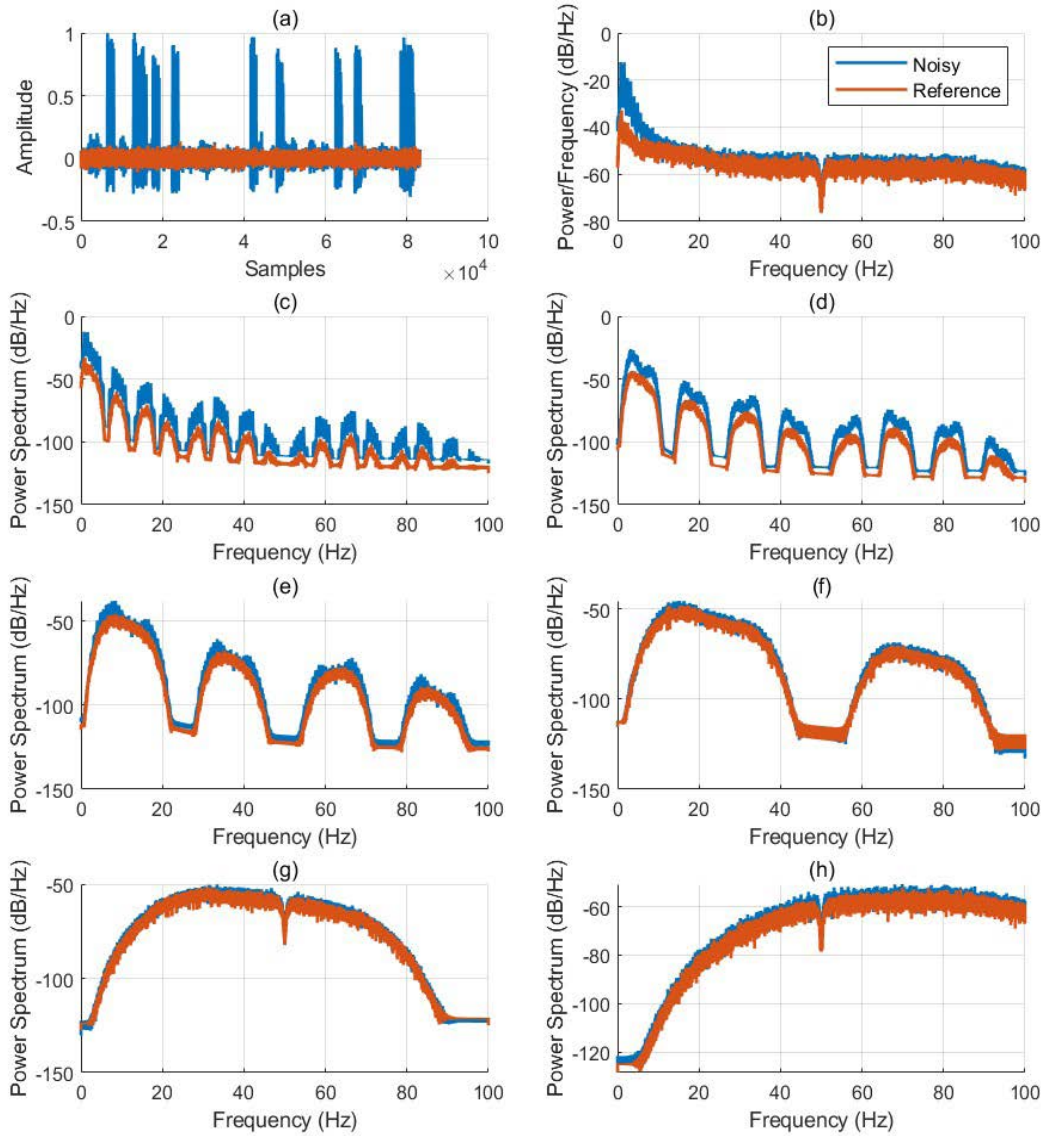 (a)
Amplitude
1
0.5
0
-0.5
0 2 4 6 8 10
Samples ×10⁴
(b)
Power/Frequency (dB/Hz)
0
-20
-40
-60
-80
0 20 40 60 80 100
Frequency (Hz)
Noisy
Reference
(c)
Power Spectrum (dB/Hz)
0
-50
-100
-150
0 20 40 60 80 100
Frequency (Hz)
(d)
Power Spectrum (dB/Hz)
0
-50
-100
-150
0 20 40 60 80 100
Frequency (Hz)
(e)
Power Spectrum (dB/Hz)
-50
-100
-150
0 20 40 60 80 100
Frequency (Hz)
(f)
Power Spectrum (dB/Hz)
-50
-100
-150
0 20 40 60 80 100
Frequency (Hz)
(g)
Power Spectrum (dB/Hz)
-50
-100
-150
0 20 40 60 80 100
Frequency (Hz)
(h)
Power Spectrum (dB/Hz)
-60
-80
-100
-120
0 20 40 60 80 100
Frequency (Hz)